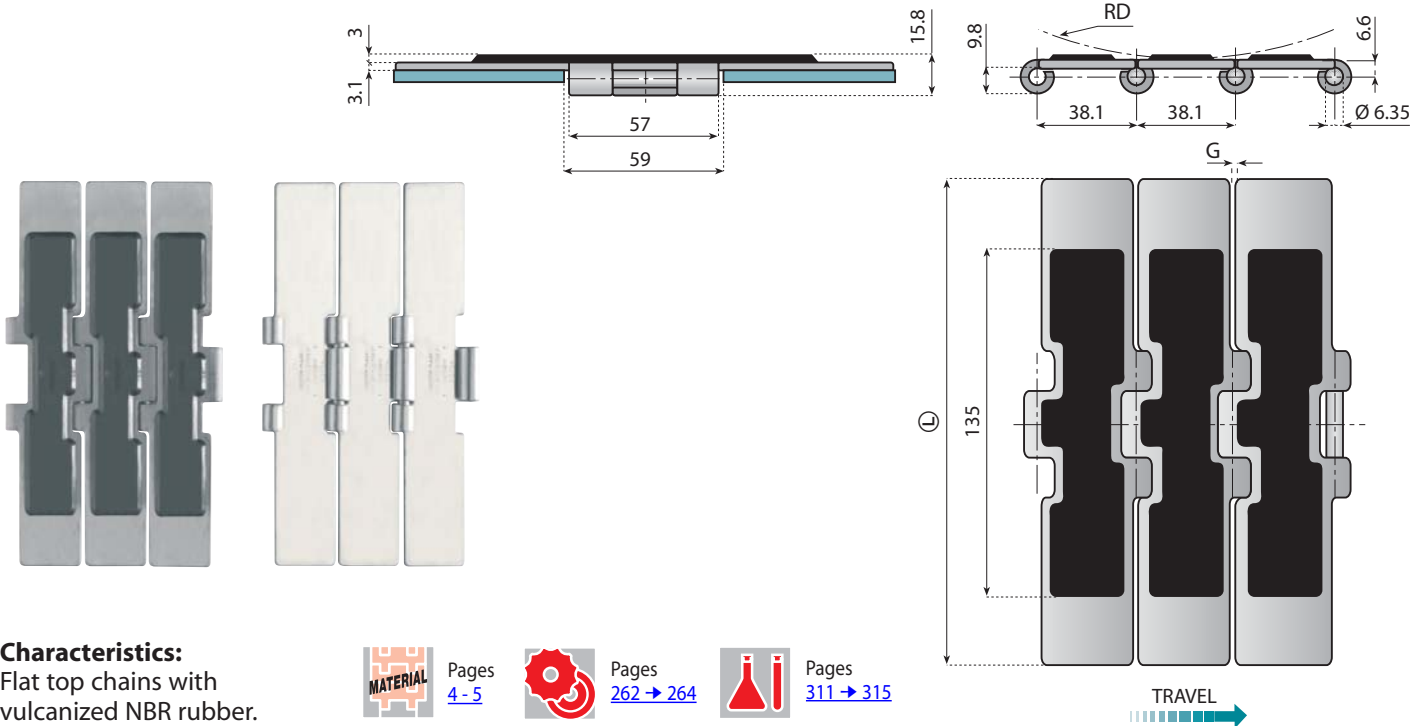 3
3.1
57
59
15.8
RD
9.8
6.6
38.1
38.1
Ø 6.35
G
Ⓛ
135
Characteristics:
Flat top chains with
vulcanized NBR rubber.
MATERIAL
Pages
4 - 5
Pages
262 ➔ 264
Pages
311 ➔ 315
TRAVEL